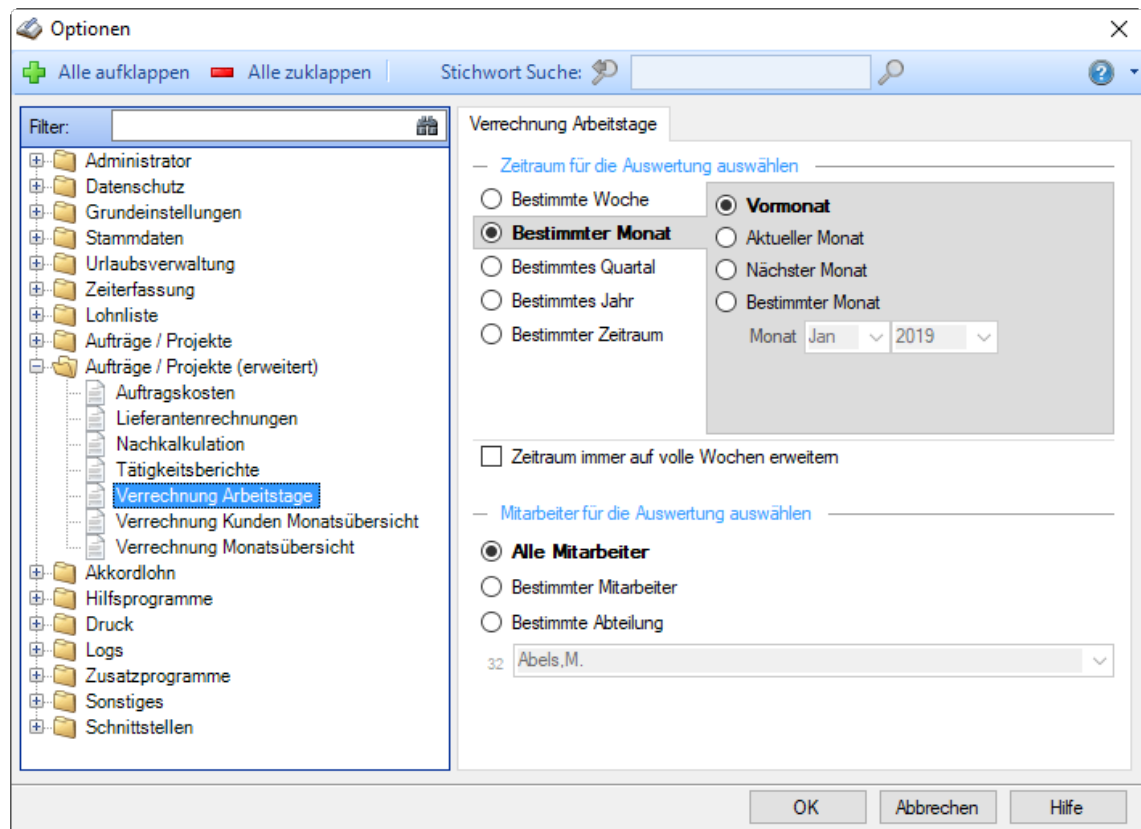 Optionen
Alle aufklappen Alle zuklappen Stichwort Suche:
Filter:
Administrator
Datenschutz
Grundeinstellungen
Stammdaten
Urlaubsverwaltung
Zeiterfassung
Lohnliste
Aufträge / Projekte
Aufträge / Projekte (erweitert)
Auftragskosten
Lieferantenrechnungen
Nachkalkulation
Tätigkeitsberichte
Verrechnung Arbeitstage
Verrechnung Kunden Monatsübersicht
Verrechnung Monatsübersicht
Akkordlohn
Hilfsprogramme
Druck
Logs
Zusatzprogramme
Sonstiges
Schnittstellen
Verrechnung Arbeitstage
Zeitraum für die Auswertung auswählen
Bestimmte Woche
Bestimmter Monat
Bestimmtes Quartal
Bestimmtes Jahr
Bestimmter Zeitraum
Vormonat
Aktueller Monat
Nächster Monat
Bestimmter Monat
Monat Jan 2019
Zeitraum immer auf volle Wochen erweitern
Mitarbeiter für die Auswertung auswählen
Alle Mitarbeiter
Bestimmter Mitarbeiter
Bestimmte Abteilung
32 Abels,M.
OK Abbrechen Hilfe